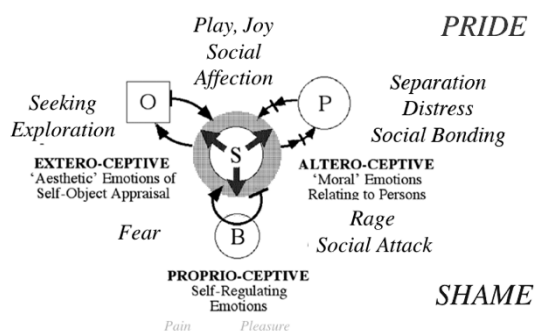 Play, Joy
Social
Affection
PRIDE
Seeking
Exploration
O
P
Separation
Distress
Social Bonding
S
EXTERO-CEPTIVE
'Aesthetic' Emotions of
Self-Object Appraisal
ALTERO-CEPTIVE
'Moral' Emotions
Relating to Persons
Fear
B
Rage
Social Attack
PROPRIO-CEPTIVE
Self-Regulating
Emotions
SHAME
Pain Pleasure